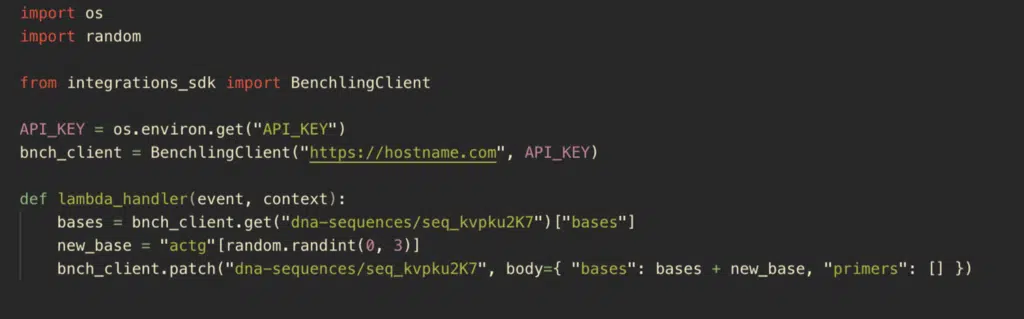 import os
import random
from integrations_sdk import BenchlingClient
API_KEY = os.environ.get("API_KEY")
bnch_client = BenchlingClient("https://hostname.com", API_KEY)
def lambda_handler(event, context):
    bases = bnch_client.get("dna-sequences/seq_kvpku2K7")["bases"]
    new_base = "actg"[random.randint(0, 3)]
    bnch_client.patch("dna-sequences/seq_kvpku2K7", body={ "bases": bases + new_base, "primers": [] })